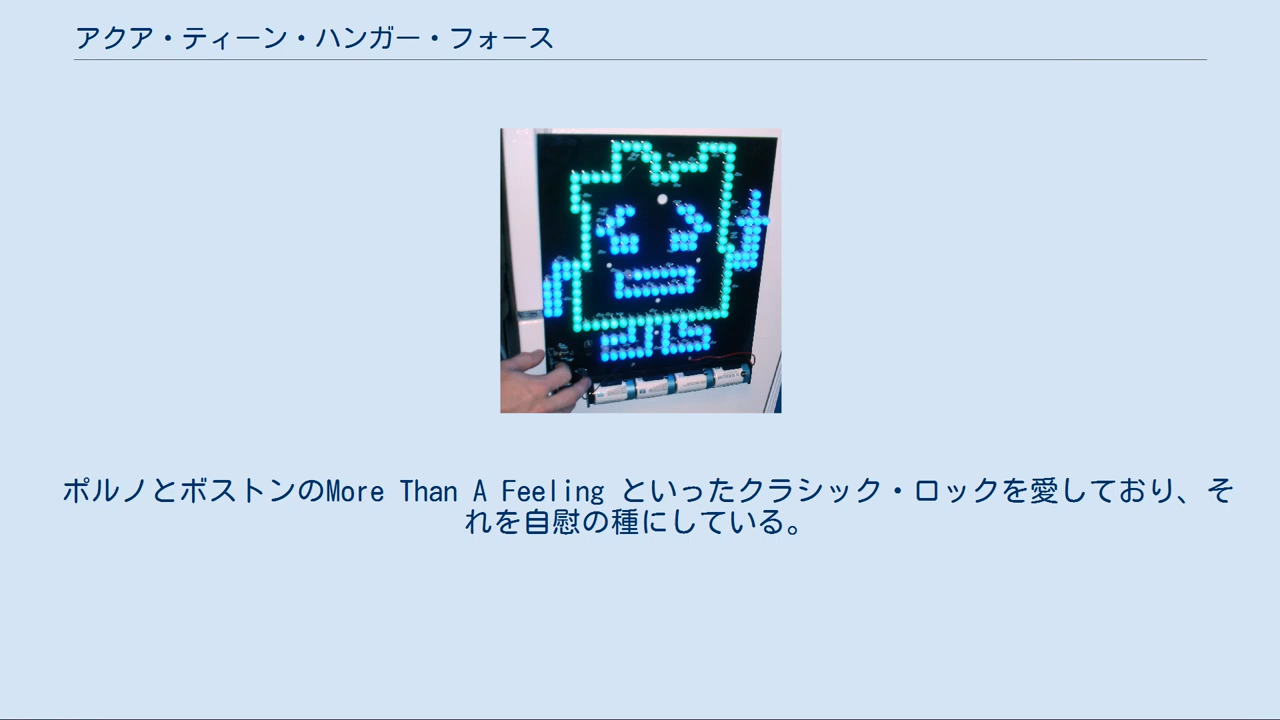 アクア・ティーン・ハンガー・フォース
ポルノとボストンのMore Than A Feeling といったクラシック・ロックを愛しており、そ
れを自慰の種にしている。